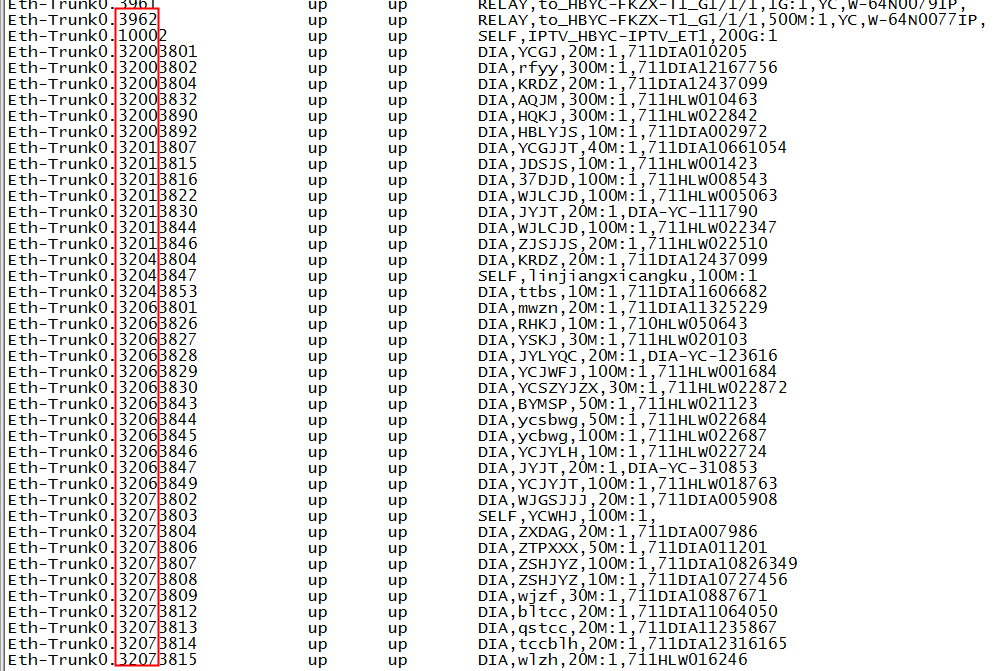 Eth-Trunk0.3961 up up RELAY,to_HBYC-FKZX-T1_G1/1/1,1G:1,YC,W-64N0079IP,
Eth-Trunk0.3962 up up RELAY,to_HBYC-FKZX-T1_G1/1/1,500M:1,YC,W-64N0077IP,
Eth-Trunk0.10002 up up SELF,IPTV_HBYC-IPTV_ET1,200G:1
Eth-Trunk0.32003801 up up DIA,YCGJ,20M:1,711DIA010205
Eth-Trunk0.32003802 up up DIA,rfyy,300M:1,711DIA12167756
Eth-Trunk0.32003804 up up DIA,KRDZ,20M:1,711DIA12437099
Eth-Trunk0.32003832 up up DIA,AQJM,300M:1,711HLW010463
Eth-Trunk0.32003890 up up DIA,HQKJ,300M:1,711HLW022842
Eth-Trunk0.32003892 up up DIA,HBLYJS,10M:1,711DIA002972
Eth-Trunk0.32013807 up up DIA,YCGJJT,40M:1,711DIA10661054
Eth-Trunk0.32013815 up up DIA,JDSJS,10M:1,711HLW001423
Eth-Trunk0.32013816 up up DIA,37DJD,100M:1,711HLW008543
Eth-Trunk0.32013822 up up DIA,WJLCJD,100M:1,711HLW005063
Eth-Trunk0.32013830 up up DIA,JYJT,20M:1,DIA-YC-111790
Eth-Trunk0.32013844 up up DIA,WJLCJD,100M:1,711HLW022347
Eth-Trunk0.32013846 up up DIA,ZJSJJS,20M:1,711HLW022510
Eth-Trunk0.32043804 up up DIA,KRDZ,20M:1,711DIA12437099
Eth-Trunk0.32043847 up up SELF,linjiangxicangku,100M:1
Eth-Trunk0.32043853 up up DIA,ttbs,10M:1,711DIA11606682
Eth-Trunk0.32063801 up up DIA,mwzn,20M:1,711DIA11325229
Eth-Trunk0.32063826 up up DIA,RHKJ,10M:1,710HLW050643
Eth-Trunk0.32063827 up up DIA,YSKJ,30M:1,711HLW020103
Eth-Trunk0.32063828 up up DIA,JYLYQC,20M:1,DIA-YC-123616
Eth-Trunk0.32063829 up up DIA,YCJWFJ,100M:1,711HLW001684
Eth-Trunk0.32063830 up up DIA,YCSZYJZX,30M:1,711HLW022872
Eth-Trunk0.32063843 up up DIA,BYMSP,50M:1,711HLW021123
Eth-Trunk0.32063844 up up DIA,ycsbwg,50M:1,711HLW022684
Eth-Trunk0.32063845 up up DIA,ycbwg,100M:1,711HLW022687
Eth-Trunk0.32063846 up up DIA,YCJYLH,10M:1,711HLW022724
Eth-Trunk0.32063847 up up DIA,JYJT,20M:1,DIA-YC-310853
Eth-Trunk0.32063849 up up DIA,YCJYJT,100M:1,711HLW018763
Eth-Trunk0.32073802 up up DIA,WJGSJJJ,20M:1,711DIA005908
Eth-Trunk0.32073803 up up SELF,YCWHJ,100M:1,
Eth-Trunk0.32073804 up up DIA,ZXDAG,20M:1,711DIA007986
Eth-Trunk0.32073806 up up DIA,ZTPXXX,50M:1,711DIA011201
Eth-Trunk0.32073807 up up DIA,ZSHJYZ,100M:1,711DIA10826349
Eth-Trunk0.32073808 up up DIA,ZSHJYZ,10M:1,711DIA10727456
Eth-Trunk0.32073809 up up DIA,wjzf,30M:1,711DIA10887671
Eth-Trunk0.32073812 up up DIA,bltcc,20M:1,711DIA11064050
Eth-Trunk0.32073813 up up DIA,qstcc,20M:1,711DIA11235867
Eth-Trunk0.32073814 up up DIA,tccblh,20M:1,711DIA12316165
Eth-Trunk0.32073815 up up DIA,wlzh,20M:1,711HLW016246